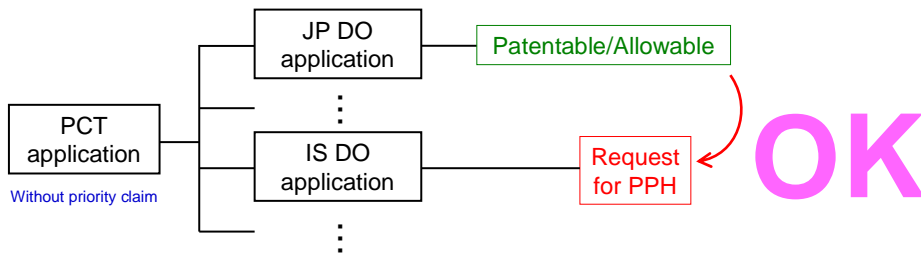 JP DO
application
Patentable/Allowable
PCT
application
Without priority claim
IS DO
application
Request
for PPH
OK